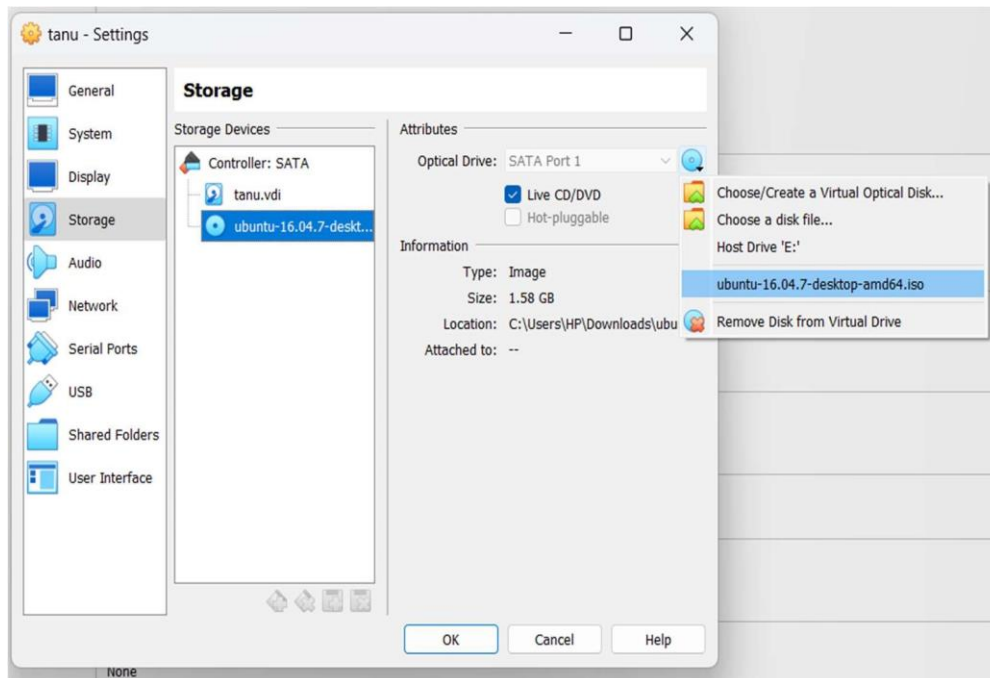 tanu - Settings
General
System
Display
Storage
Audio
Network
Serial Ports
USB
Shared Folders
User Interface
Storage
Storage Devices
Controller: SATA
tanu.vdi
ubuntu-16.04.7-deskt...
Attributes
Optical Drive: SATA Port 1
Live CD/DVD
Hot-pluggable
Information
Type: Image
Size: 1.58 GB
Location: C:\Users\HP\Downloads\ubu
Attached to: --
Choose/Create a Virtual Optical Disk...
Choose a disk file...
Host Drive 'E:'
ubuntu-16.04.7-desktop-amd64.iso
Remove Disk from Virtual Drive
OK
Cancel
Help
None